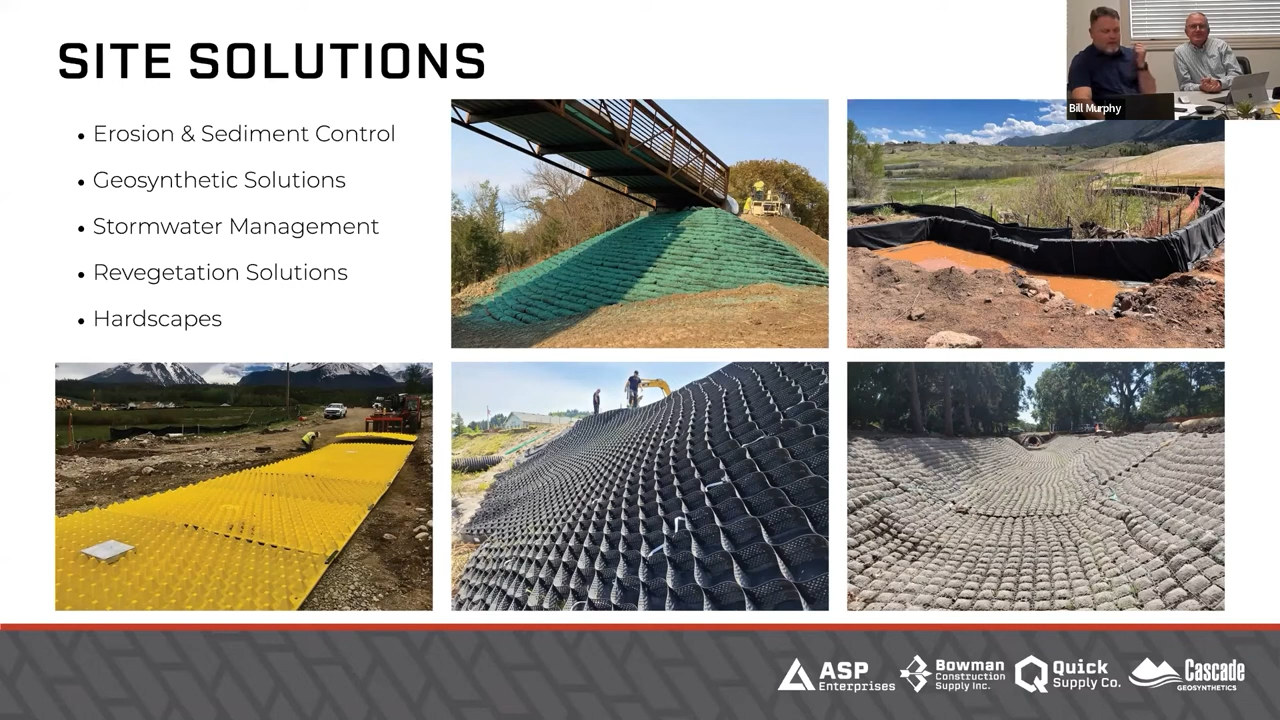 SITE SOLUTIONS
Bill Murphy
• Erosion & Sediment Control
• Geosynthetic Solutions
• Stormwater Management
• Revegetation Solutions
• Hardscapes
ASP
Enterprises
Bowman
Construction
Supply Inc.
Quick
Supply Co.
Cascade
GEOSYNTHETICS